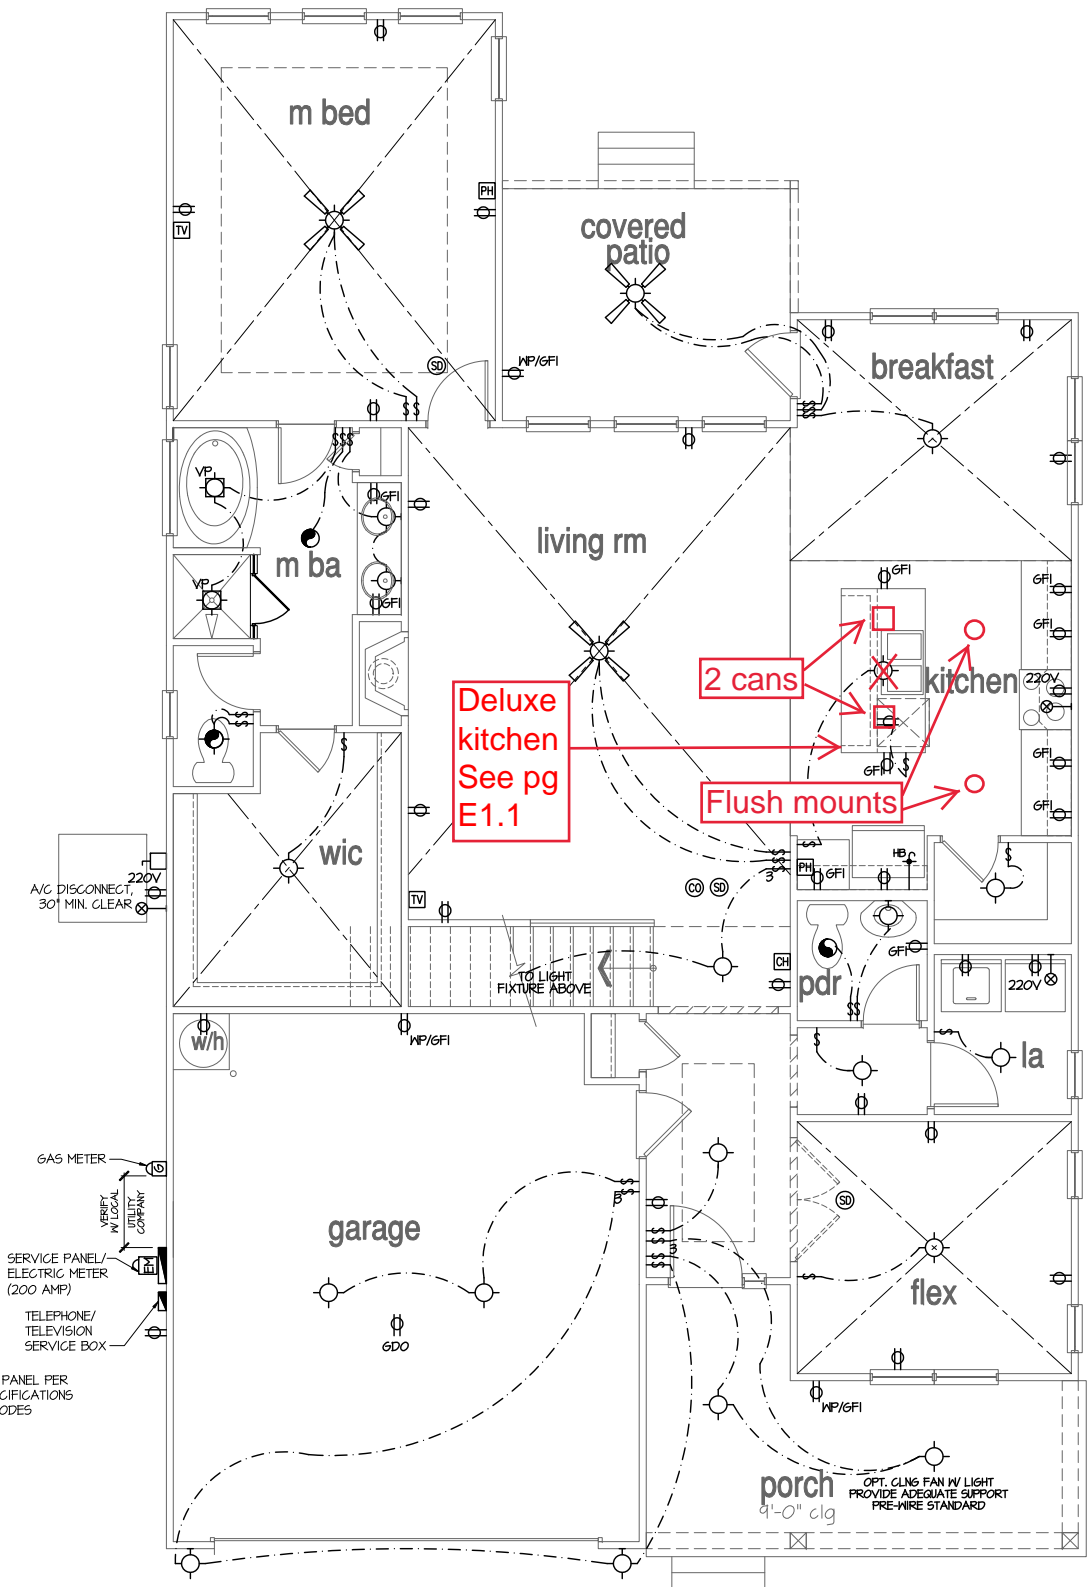 m bed
PH
TV
covered
patio
SD
WP/GFI
S S
breakfast
SSS
VP
GFI
living rm
m ba
VP
GFI
GFI
GFI
GFI
2 cans
kitchen
220V
Deluxe
kitchen
See pg
E1.1
GFI
GFI
Flush mounts
GFI
wic
HB
PH
GFI
220V
A/C DISCONNECT,
30" MIN. CLEAR
CO
SD
3
TV
GFI
CH
TO LIGHT
FIXTURE ABOVE
pdr
220V
w/h
WP/GFI
la
GAS METER
G
VERIFY
W/ LOCAL
UTILITY
COMPANY
SD
garage
3
SERVICE PANEL/
ELECTRIC METER
(200 AMP)
EM
flex
TELEPHONE/
TELEVISION
SERVICE BOX
GDO
PANEL PER
CIFICATIONS
ODES
WP/GFI
porch
9'-0" clg
OPT. CLNG FAN W/ LIGHT
PROVIDE ADEQUATE SUPPORT
PRE-WIRE STANDARD